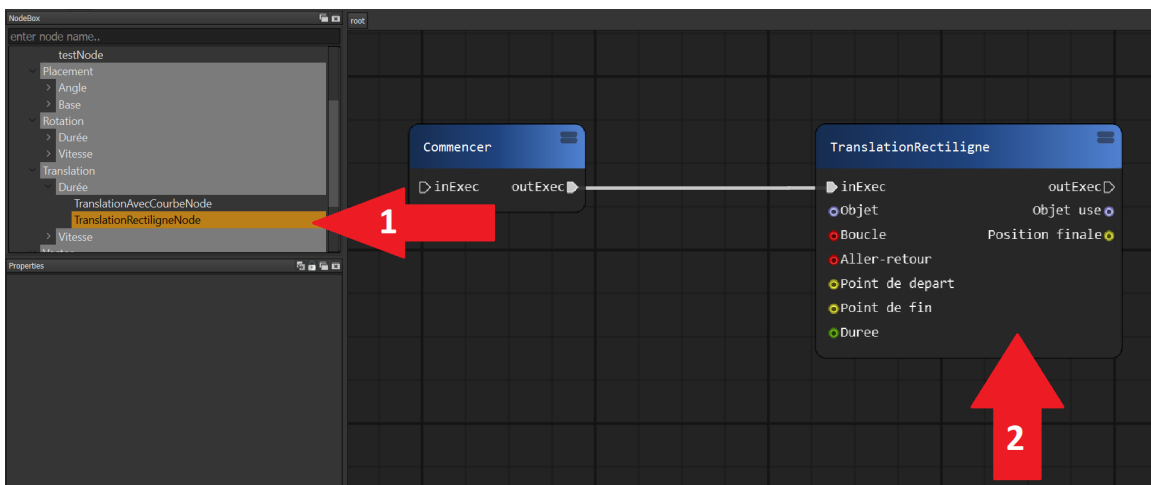 NodeBox
enter node name..
testNode
Placement
Angle
Base
Rotation
Durée
Vitesse
Translation
Durée
TranslationAvecCourbeNode
TranslationRectiligneNode
Vitesse
Properties
root
Commencer
inExec outExec
TranslationRectiligne
inExec outExec
Objet Objet use
Boucle Position finale
Aller-retour
Point de depart
Point de fin
Duree
1
2